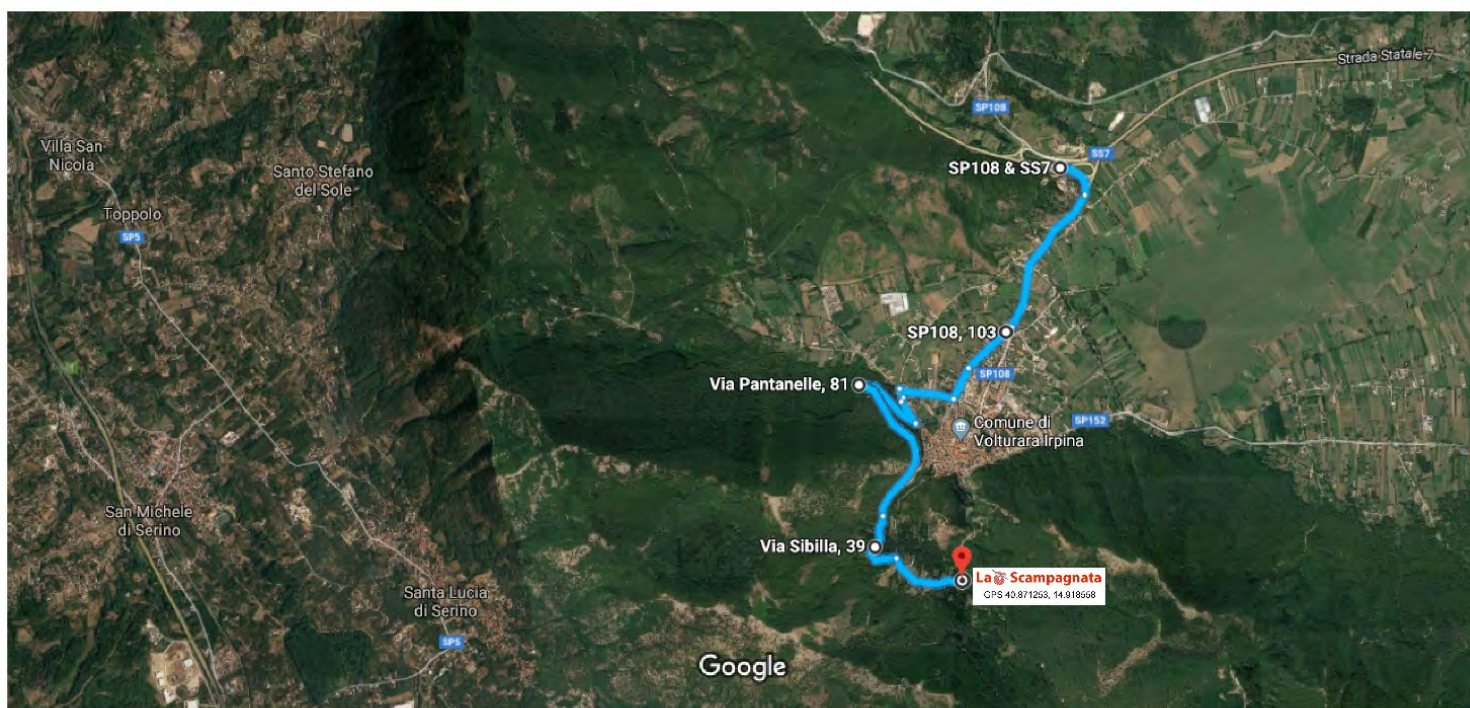 Strada Statale 7
SP108
Villa San
Nicola
SS7
Santo Stefano
del Sole
SP108 & SS7
Toppolo
SP5
SP108, 103
SP108
Via Pantanelle, 81
Comune di
Volturara Irpina
SP152
San Michele
di Serino
Via Sibilla, 39
La Scampagnata
GPS 40.871253, 14.918558
Santa Lucia
di Serino
SP5
Google